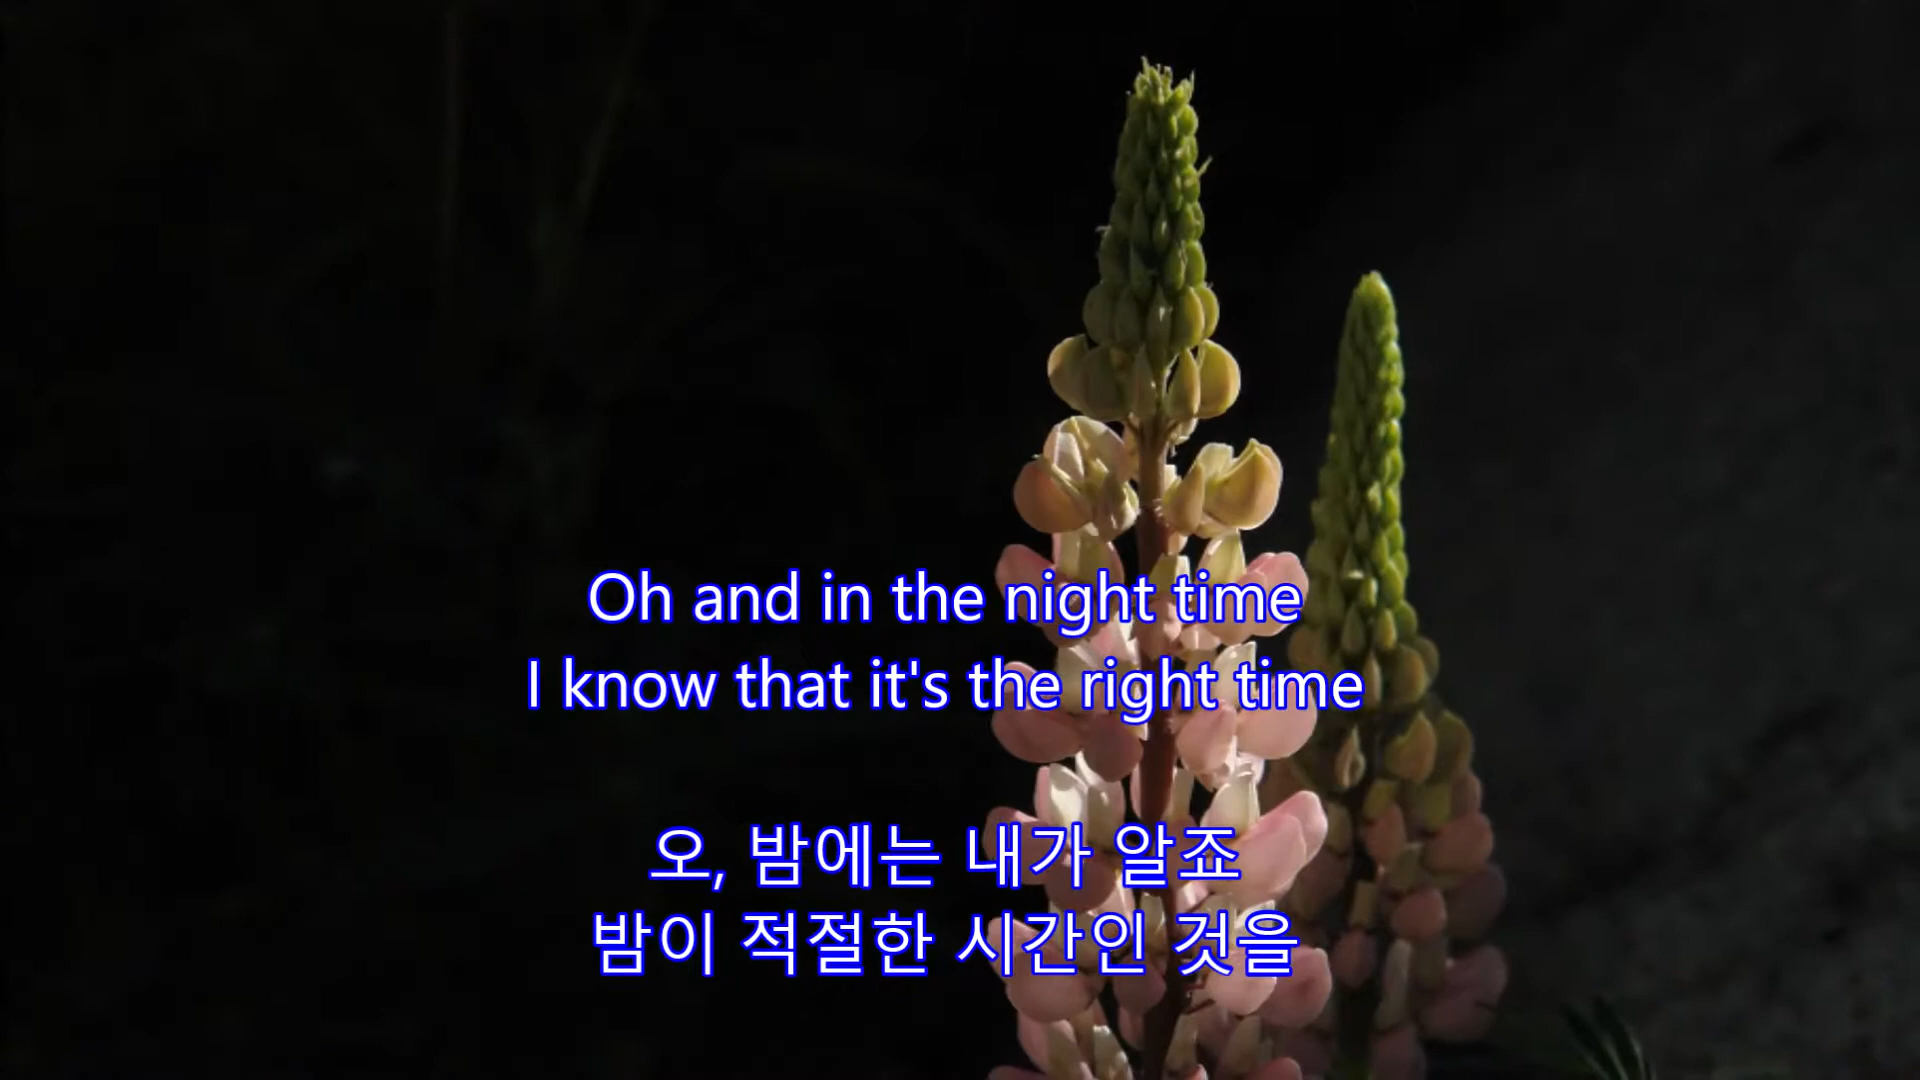 Oh and in the night time
I know that it's the right time
오, 밤에는 내가 알죠
밤이 적절한 시간인 것을